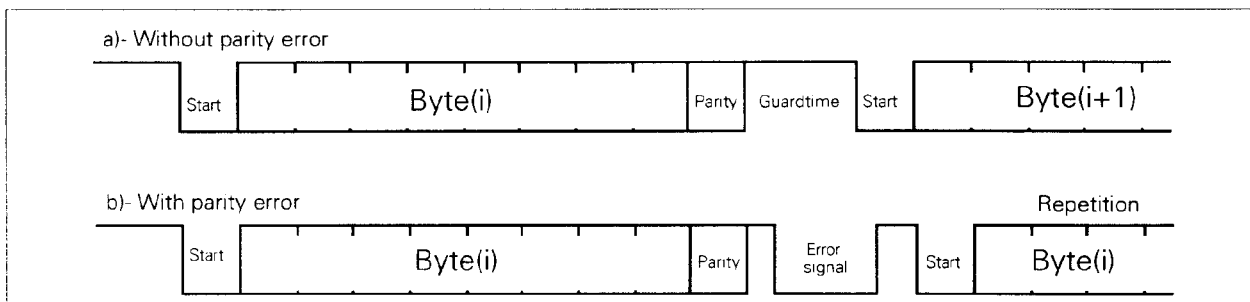 a)- Without parity error
Start Byte(i) Parity Guardtime Start Byte(i+1)
b)- With parity error Repetition
Start Byte(i) Parity Error signal Start Byte(i)